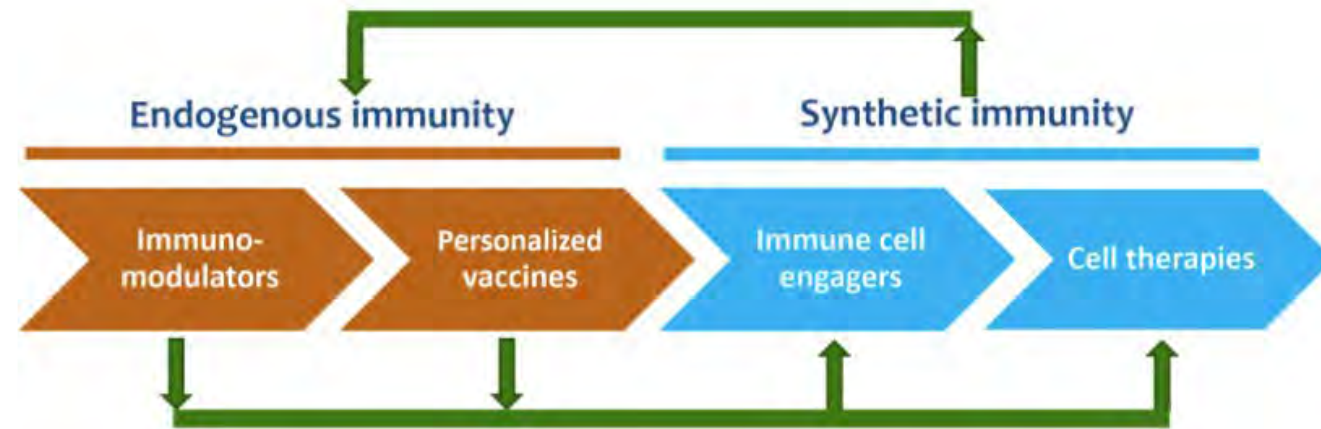 Endogenous immunity
Synthetic immunity
Immuno-
modulators
Personalized
vaccines
Immune cell
engagers
Cell therapies